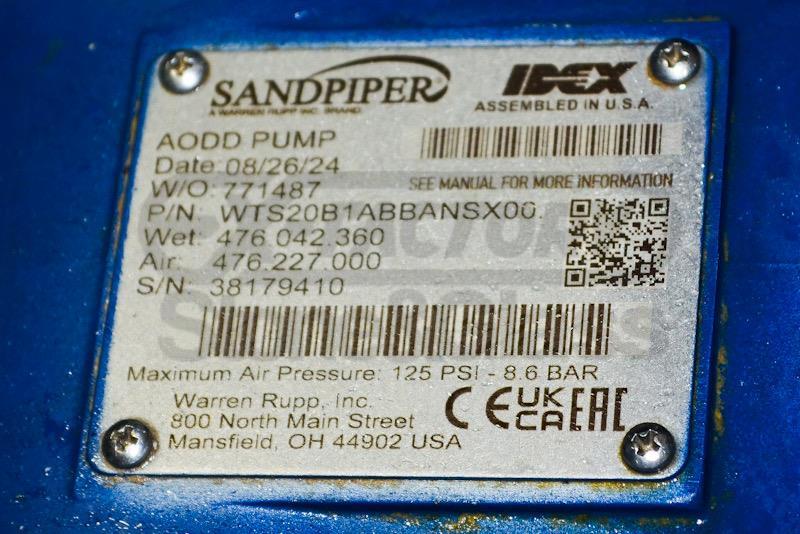 SANDPIPER®
A WARREN RUPP INC. BRAND
IDEX
ASSEMBLED IN U.S.A.
AODD PUMP
Date: 08/26/24
W/O: 771487
SEE MANUAL FOR MORE INFORMATION
P/N: WTS20B1ABBANSX00.
Wet: 476.042.360
Air: 476.227.000
S/N: 38179410
Maximum Air Pressure: 125 PSI - 8.6 BAR
Warren Rupp, Inc.
800 North Main Street
Mansfield, OH 44902 USA
CE UK CA EAC